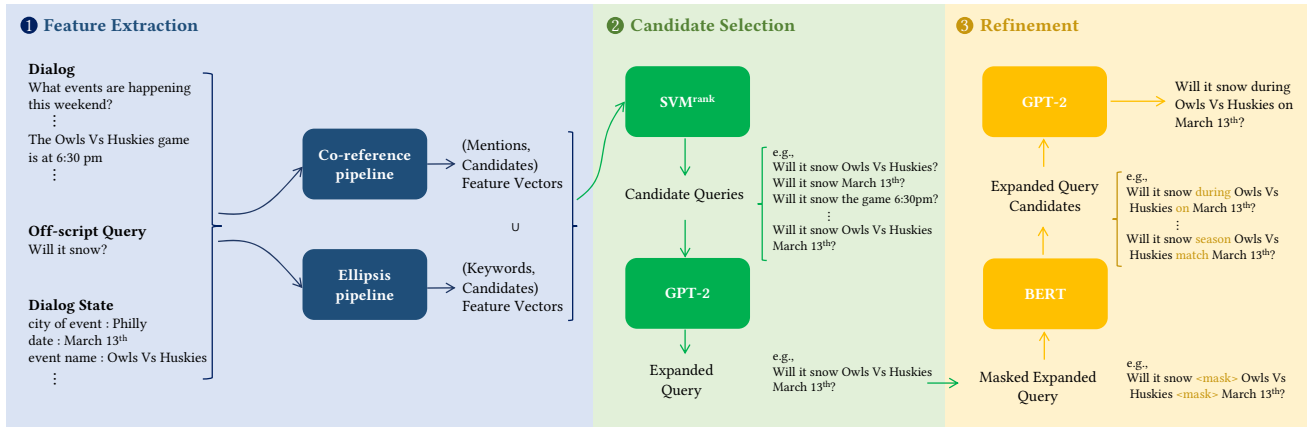 ❶ Feature Extraction
Dialog
What events are happening
this weekend?
⋮
The Owls Vs Huskies game
is at 6:30 pm
⋮
Off-script Query
Will it snow?
Dialog State
city of event : Philly
date : March 13th
event name : Owls Vs Huskies
⋮
Co-reference
pipeline
(Mentions,
Candidates)
Feature Vectors
∪
Ellipsis
pipeline
(Keywords,
Candidates)
Feature Vectors
❷ Candidate Selection
SVMrank
Candidate Queries
e.g.,
Will it snow Owls Vs Huskies?
Will it snow March 13th?
Will it snow the game 6:30pm?
⋮
Will it snow Owls Vs Huskies
March 13th?
GPT-2
Expanded
Query
e.g.,
Will it snow Owls Vs Huskies
March 13th?
❸ Refinement
GPT-2
Will it snow during
Owls Vs Huskies on
March 13th?
Expanded Query
Candidates
e.g.,
Will it snow during Owls Vs
Huskies on March 13th?
⋮
Will it snow season Owls Vs
Huskies match March 13th?
BERT
Masked Expanded
Query
e.g.,
Will it snow <mask> Owls Vs
Huskies <mask> March 13th?